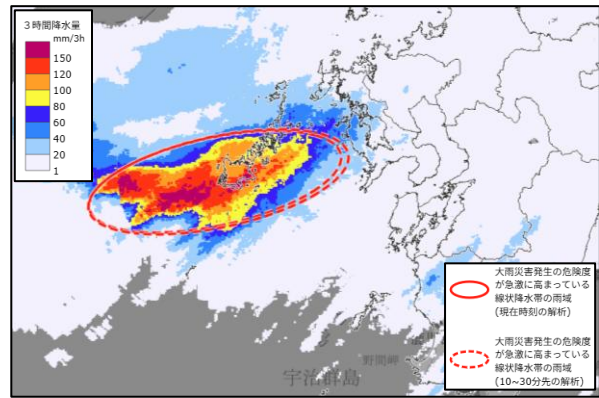 3時間降水量
mm/3h
150
120
100
80
60
40
20
1
野間岬
宇治群島
大雨災害発生の危険度
が急激に高まっている
線状降水帯の雨域
(現在時刻の解析)
大雨災害発生の危険度
が急激に高まっている
線状降水帯の雨域
(10~30分先の解析)